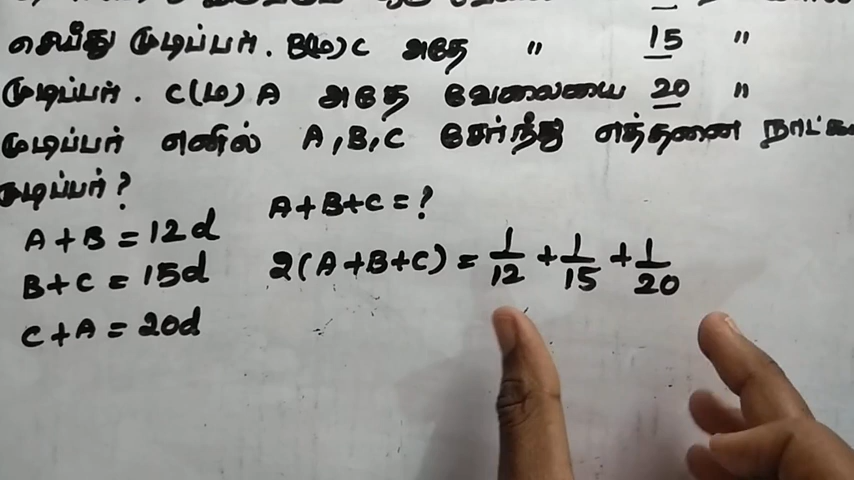 செய்து முடிப்பர். B(ம)C அதே " 15 "
முடிப்பர். C(ம)A அதே வேலையை 20 "
முடிப்பர் எனில் A,B,C சேர்ந்து எத்தனை
முடிப்பர்?
A+B+C=?
A+B=12d
2(A+B+C)=1/12+1/15+1/20
B+C=15d
C+A=20d